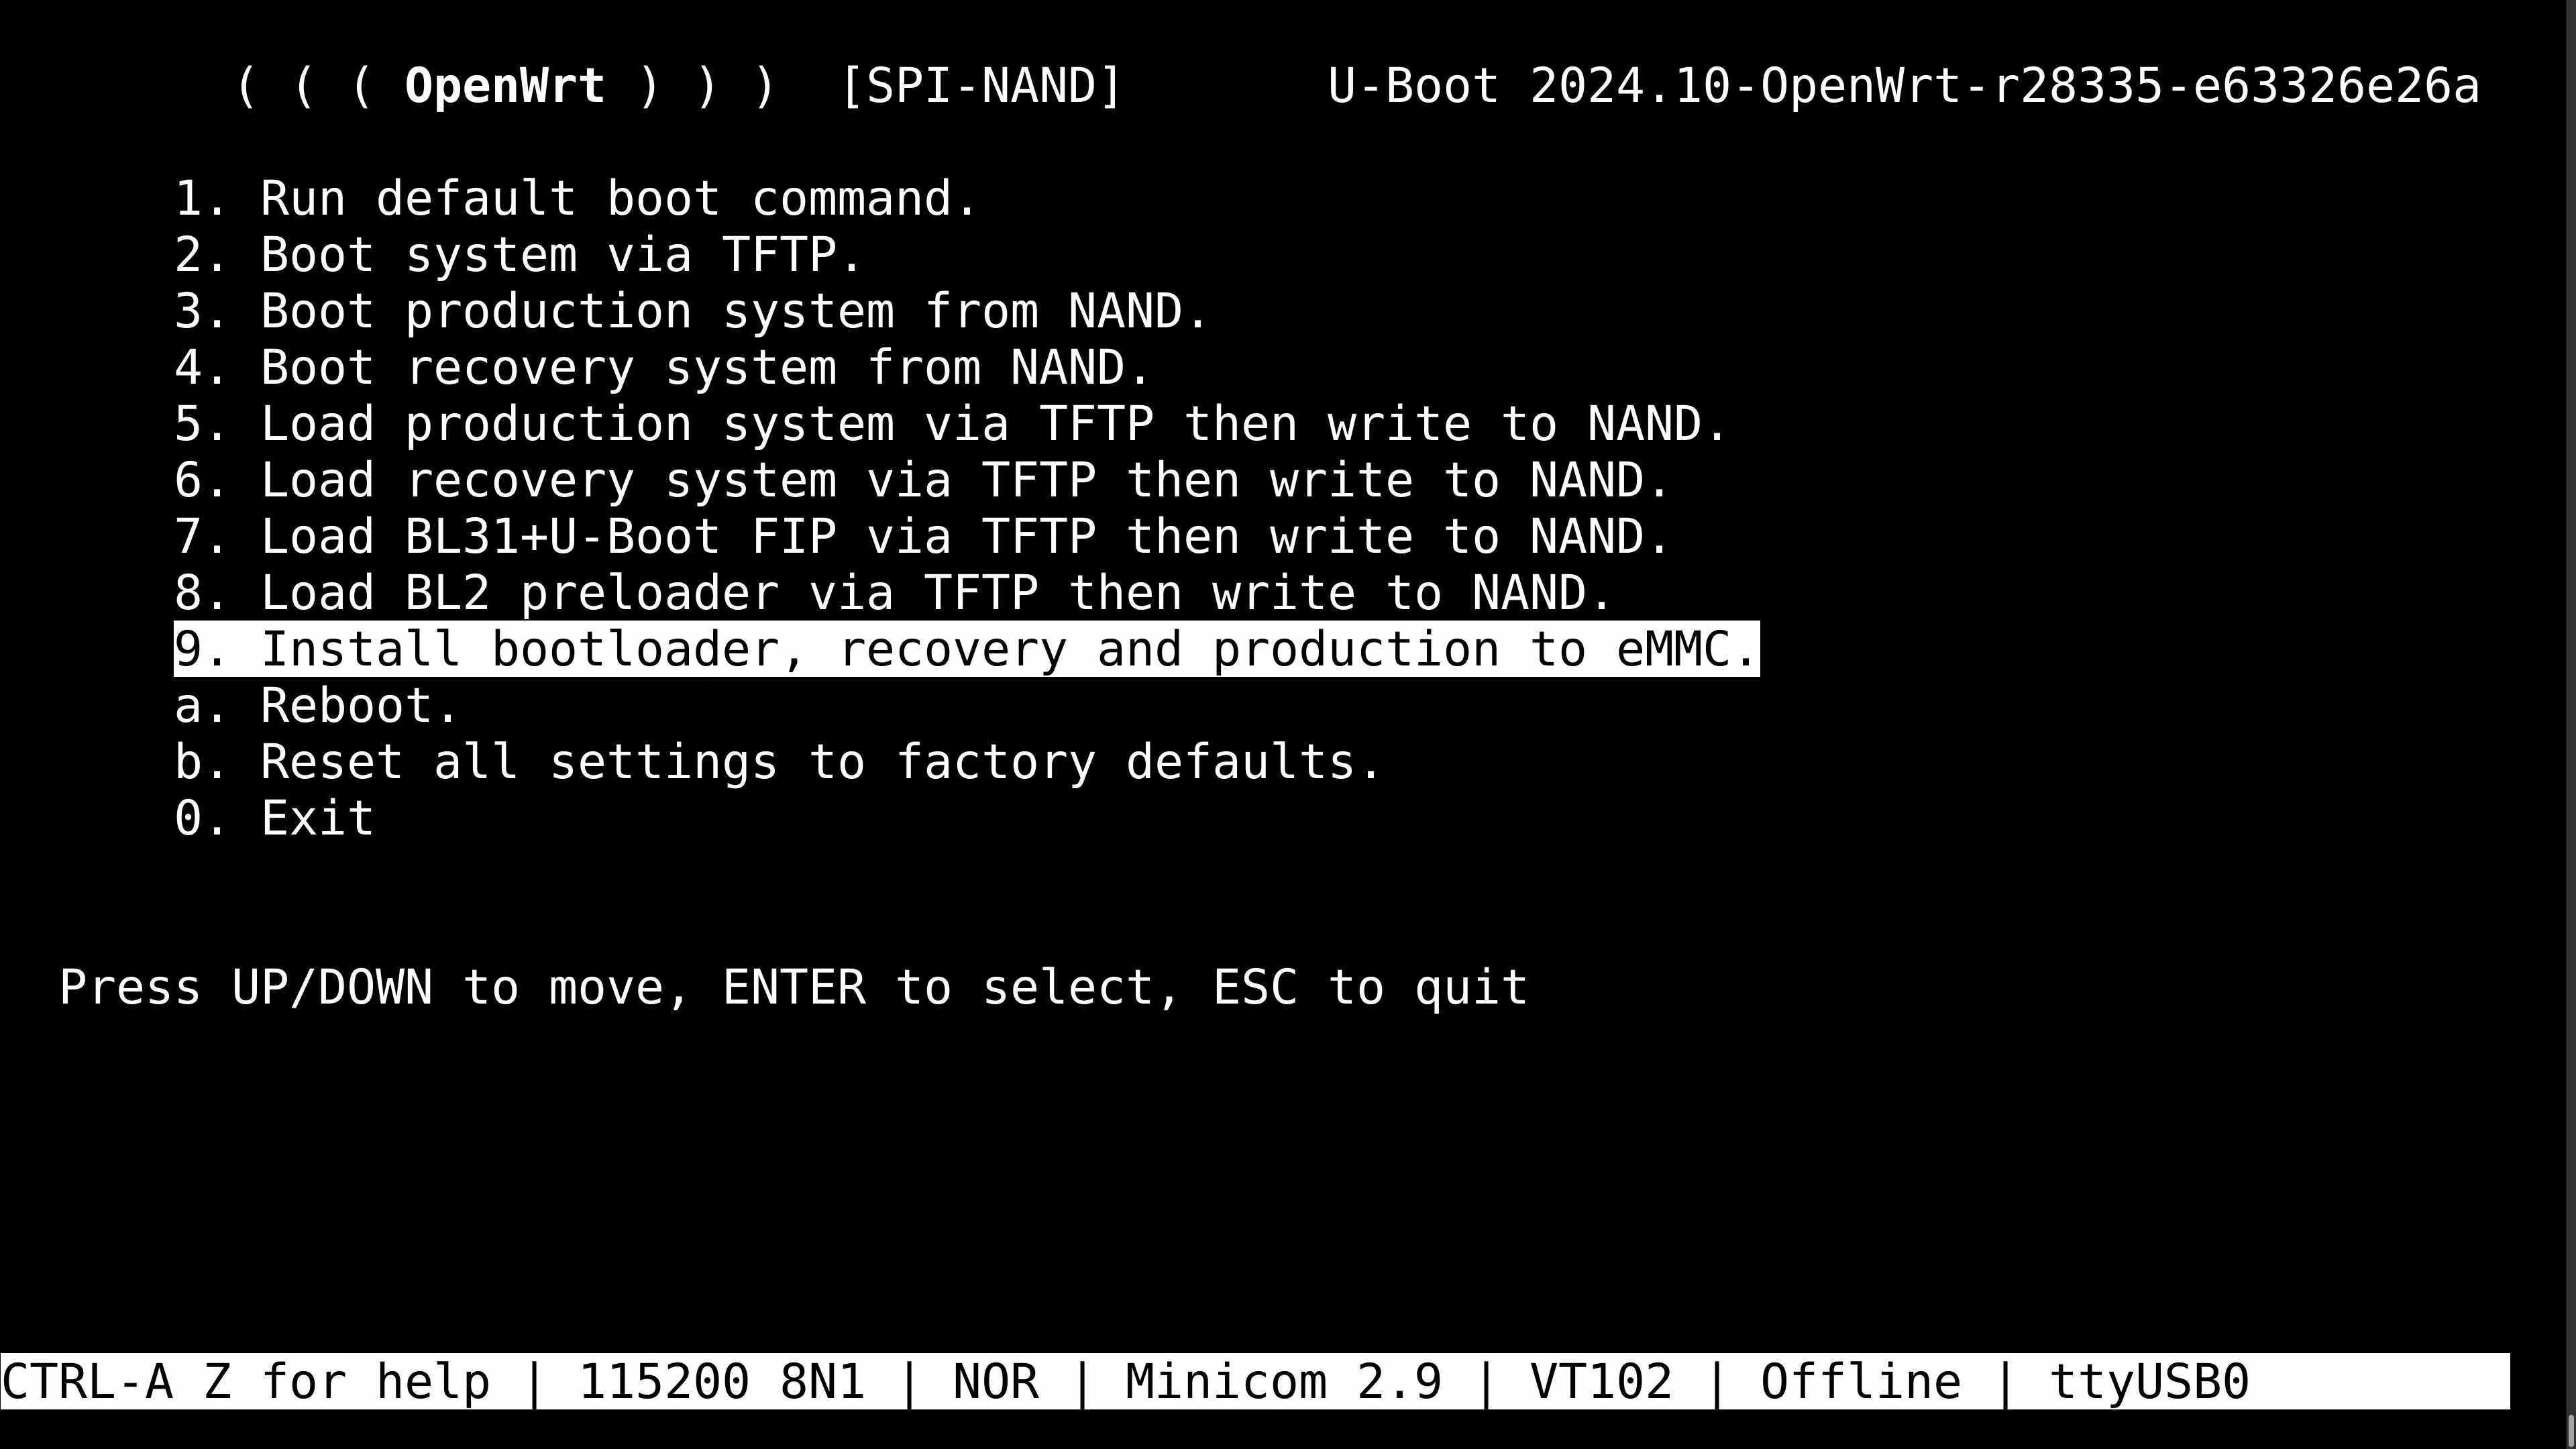 ( ( ( OpenWrt ) ) ) [SPI-NAND] U-Boot 2024.10-OpenWrt-r28335-e63326e26a
1. Run default boot command.
2. Boot system via TFTP.
3. Boot production system from NAND.
4. Boot recovery system from NAND.
5. Load production system via TFTP then write to NAND.
6. Load recovery system via TFTP then write to NAND.
7. Load BL31+U-Boot FIP via TFTP then write to NAND.
8. Load BL2 preloader via TFTP then write to NAND.
9. Install bootloader, recovery and production to eMMC.
a. Reboot.
b. Reset all settings to factory defaults.
0. Exit
Press UP/DOWN to move, ENTER to select, ESC to quit
CTRL-A Z for help | 115200 8N1 | NOR | Minicom 2.9 | VT102 | Offline | ttyUSB0